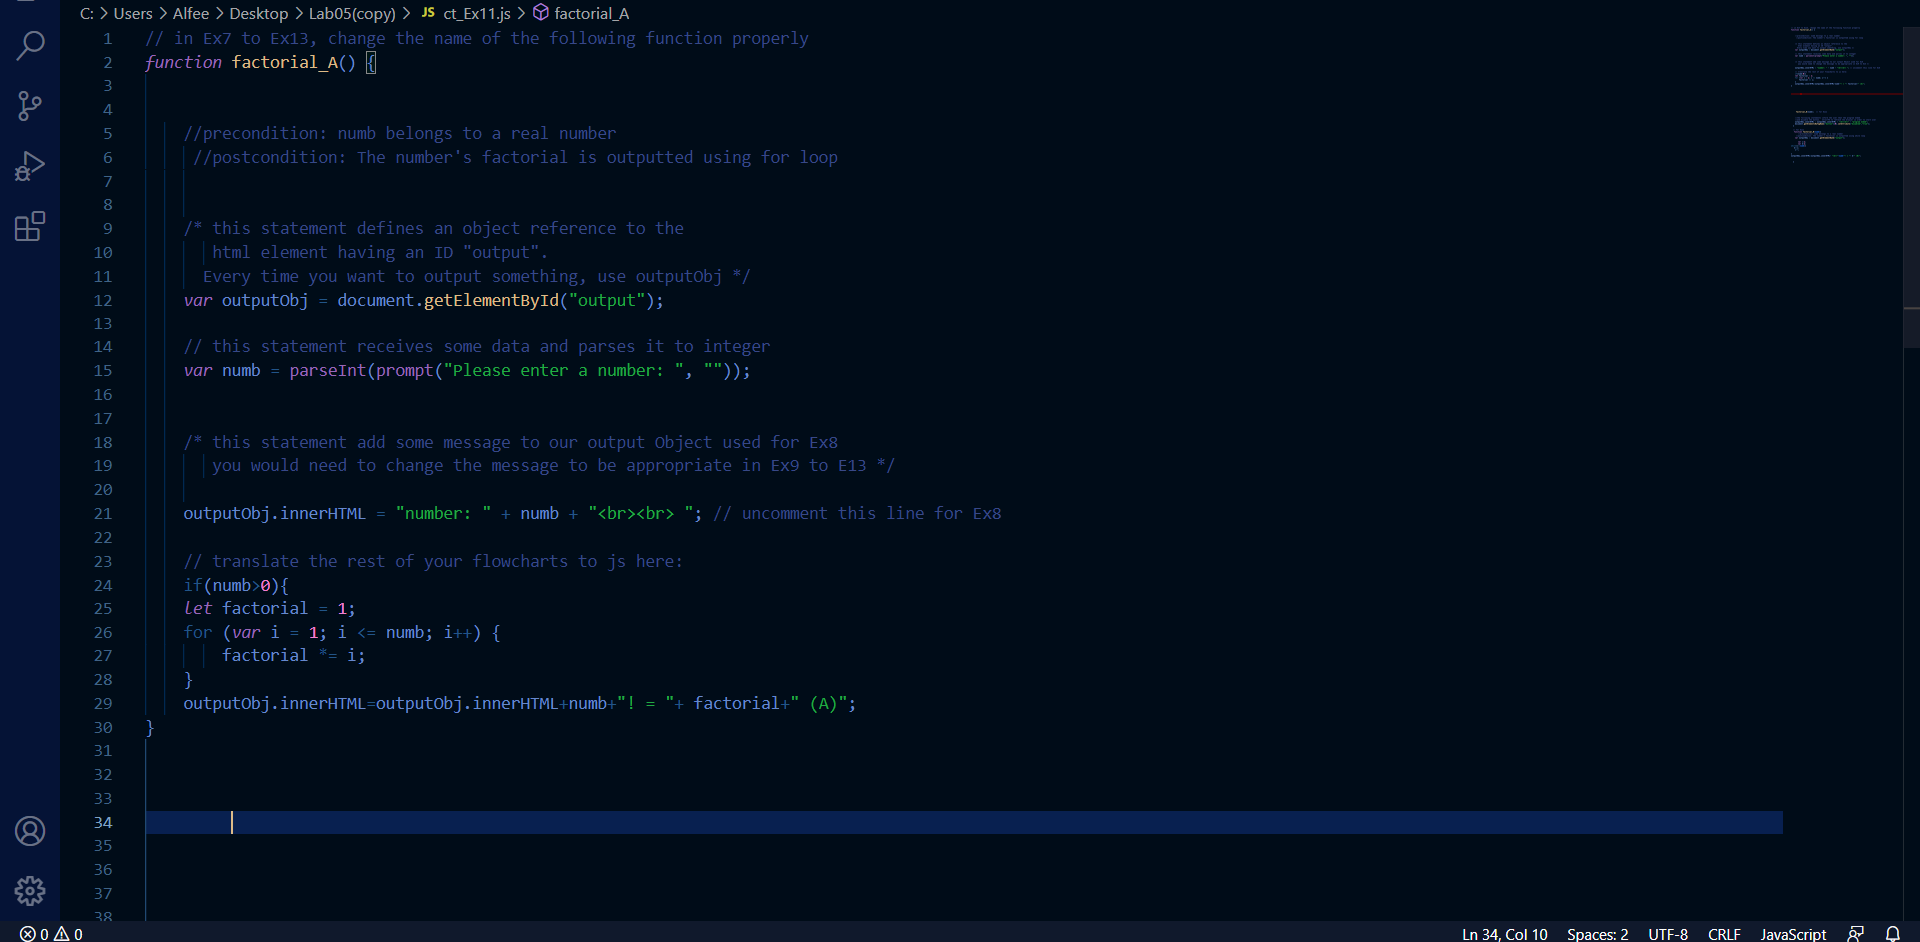 C: > Users > Alfee > Desktop > Lab05(copy) > JS ct_Ex11.js > factorial_A
1 // in Ex7 to Ex13, change the name of the following function properly
2 function factorial_A() {
3
4
5 //precondition: numb belongs to a real number
6 //postcondition: The number's factorial is outputted using for loop
7
8
9 /* this statement defines an object reference to the
10 html element having an ID "output".
11 Every time you want to output something, use outputObj */
12 var outputObj = document.getElementById("output");
13
14 // this statement receives some data and parses it to integer
15 var numb = parseInt(prompt("Please enter a number: ", ""));
16
17
18 /* this statement add some message to our output Object used for Ex8
19 you would need to change the message to be appropriate in Ex9 to E13 */
20
21 outputObj.innerHTML = "number: " + numb + "<br><br> "; // uncomment this line for Ex8
22
23 // translate the rest of your flowcharts to js here:
24 if(numb>0){
25 let factorial = 1;
26 for (var i = 1; i <= numb; i++) {
27 factorial *= i;
28 }
29 outputObj.innerHTML=outputObj.innerHTML+numb+"! = "+ factorial+" (A)";
30 }
31
32
33
34
35
36
37
38
0 0 Ln 34, Col 10 Spaces: 2 UTF-8 CRLF JavaScript